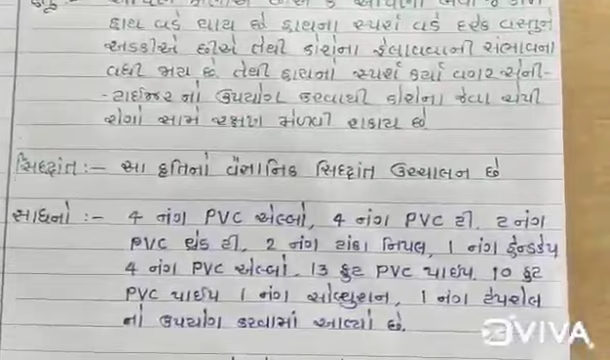 હાથ વડે થાય છે હાથના સ્પર્શ વડે દરેક વસ્તુને
અડકીએ છીએ તેથી કોરોના ફેલાવવાની સંભાવના
વધી જાય છે. તેથી હાથનો સ્પર્શ કર્યા વગર સેની-
-ટાઈઝર નો ઉપયોગ કરવાથી કોરોના જેવા ચેપી
રોગો સામે રક્ષણ મેળવી શકાય છે
સિદ્ધાંત :- આ કૃતિનો વૈજ્ઞાનિક સિદ્ધાંત ઉચ્ચાલન છે
સાધનો :- 4 નંગ PVC એલ્બો, 4 નંગ PVC ટી, 2 નંગ
PVC થ્રેડ ટી, 2 નંગ ટાંકા નિપલ, 1 નંગ
4 નંગ PVC એલ્બો, 13 ફુટ PVC પાઈપ, 10 ફુટ
PVC પાઈપ 1 નંગ સોલ્યુશન, 1 નંગ ટેપરોલ
નો ઉપયોગ કરવામાં આવ્યો છે.
VIVA